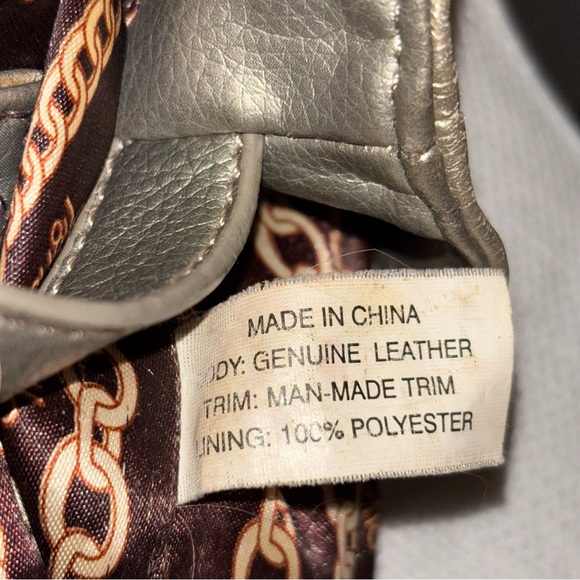 MADE IN CHINA
ODY: GENUINE LEATHER
TRIM: MAN-MADE TRIM
INING: 100% POLYESTER